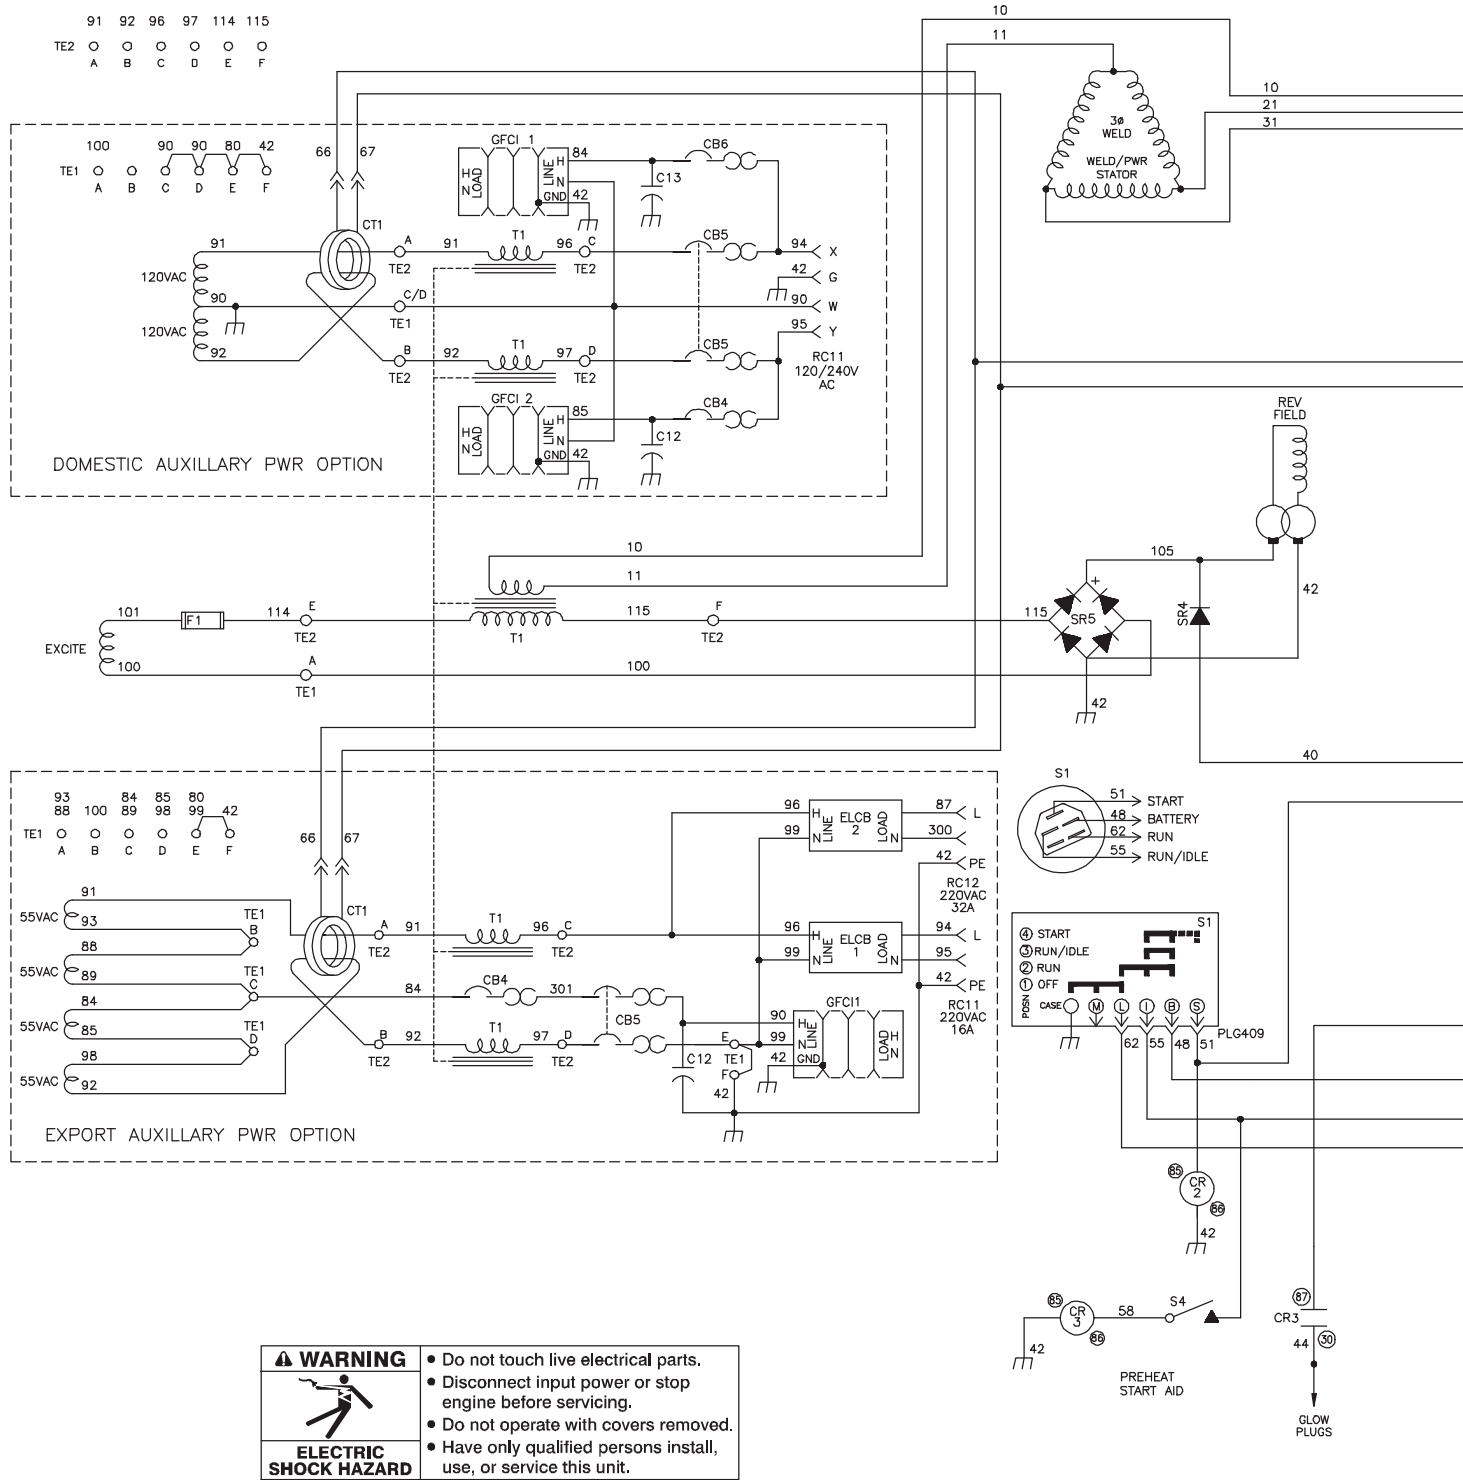 91 92 96 97 114 115
TE2
A B C D E F
10
11
10
21
31
3ø
WELD
WELD/PWR
STATOR
100 90 90 80 42
TE1
A B C D E F
66 67
GFCI 1
H
N
LOAD
LINE
H
N
GND
84
42
C13
CB6
CT1
91
A
TE2
91
T1
96
C
TE2
CB5
94
X
42
G
120VAC
90
C/D
TE1
90
W
120VAC
92
B
TE2
92
T1
97
D
TE2
CB5
95
Y
RC11
120/240V
AC
GFCI 2
H
N
LOAD
LINE
H
N
GND
85
42
C12
CB4
DOMESTIC AUXILLARY PWR OPTION
REV
FIELD
10
11
105
42
101
F1
114
E
TE2
T1
115
F
TE2
115
+
SR5
SR4
EXCITE
100
A
TE1
100
42
40
93 84 85 80
88 100 89 98 99 42
TE1
A B C D E F
66 67
96
99
H
N
LINE
ELCB
2
LOAD
87
L
300
42
PE
RC12
220VAC
32A
S1
51
START
48
BATTERY
62
RUN
55
RUN/IDLE
91
55VAC
93
TE1
B
88
55VAC
89
TE1
C
84
55VAC
85
TE1
D
98
55VAC
92
CT1
A
TE2
91
T1
96
C
TE2
96
99
H
N
LINE
ELCB
1
LOAD
94
L
95
42
PE
RC11
220VAC
16A
84
CB4
301
CB5
B
TE2
92
T1
97
D
TE2
C12
E
TE1
F
42
GFCI1
90
99
42
H
N
LINE
GND
LOAD
H
N
EXPORT AUXILLARY PWR OPTION
S1
4 START
3 RUN/IDLE
2 RUN
1 OFF
POSN
CASE
M L I B S
PLG409
62 55 48 51
85
CR
2
86
42
85
CR
3
86
58
S4
42
PREHEAT
START AID
87
CR3
30
44
GLOW
PLUGS
WARNING
ELECTRIC
SHOCK HAZARD
● Do not touch live electrical parts.
● Disconnect input power or stop
engine before servicing.
● Do not operate with covers removed.
● Have only qualified persons install,
use, or service this unit.